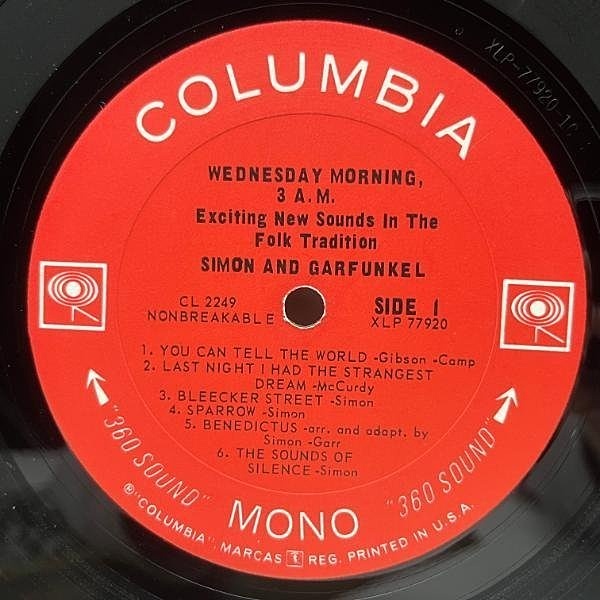 XLP-77920-1C
COLUMBIA
WEDNESDAY MORNING,
3 A.M.
Exciting New Sounds In The
Folk Tradition
SIMON AND GARFUNKEL
CL 2249
NONBREAKABLE
SIDE 1
XLP 77920
1. YOU CAN TELL THE WORLD -Gibson -Camp
2. LAST NIGHT I HAD THE STRANGEST
DREAM -McCurdy
3. BLEECKER STREET -Simon
4. SPARROW -Simon
5. BENEDICTUS -arr. and adapt. by
Simon -Garr
6. THE SOUNDS OF
SILENCE -Simon
"360 SOUND"
MONO
"360 SOUND"
Ⓡ "COLUMBIA", MARCAS T REG. PRINTED IN U.S.A.